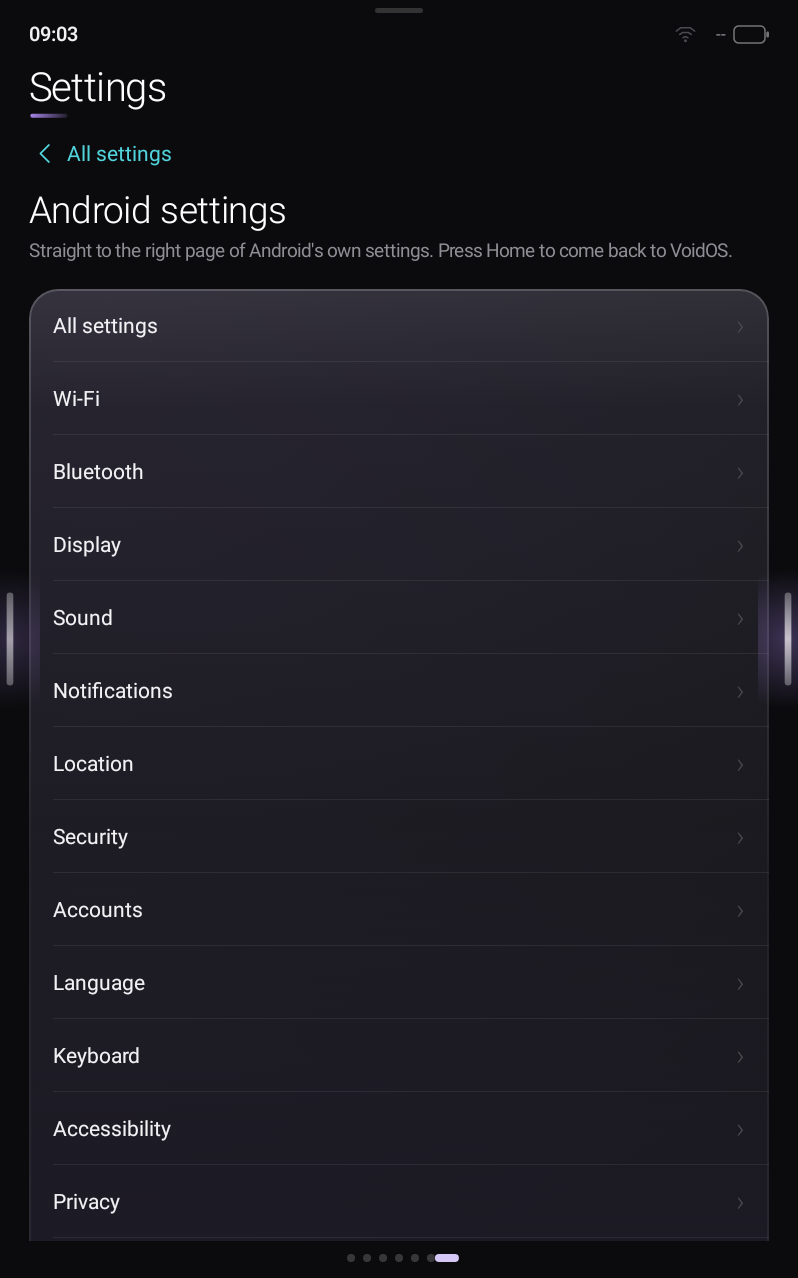 09:03
--
Settings
All settings
Android settings
Straight to the right page of Android's own settings. Press Home to come back to VoidOS.
All settings
Wi-Fi
Bluetooth
Display
Sound
Notifications
Location
Security
Accounts
Language
Keyboard
Accessibility
Privacy